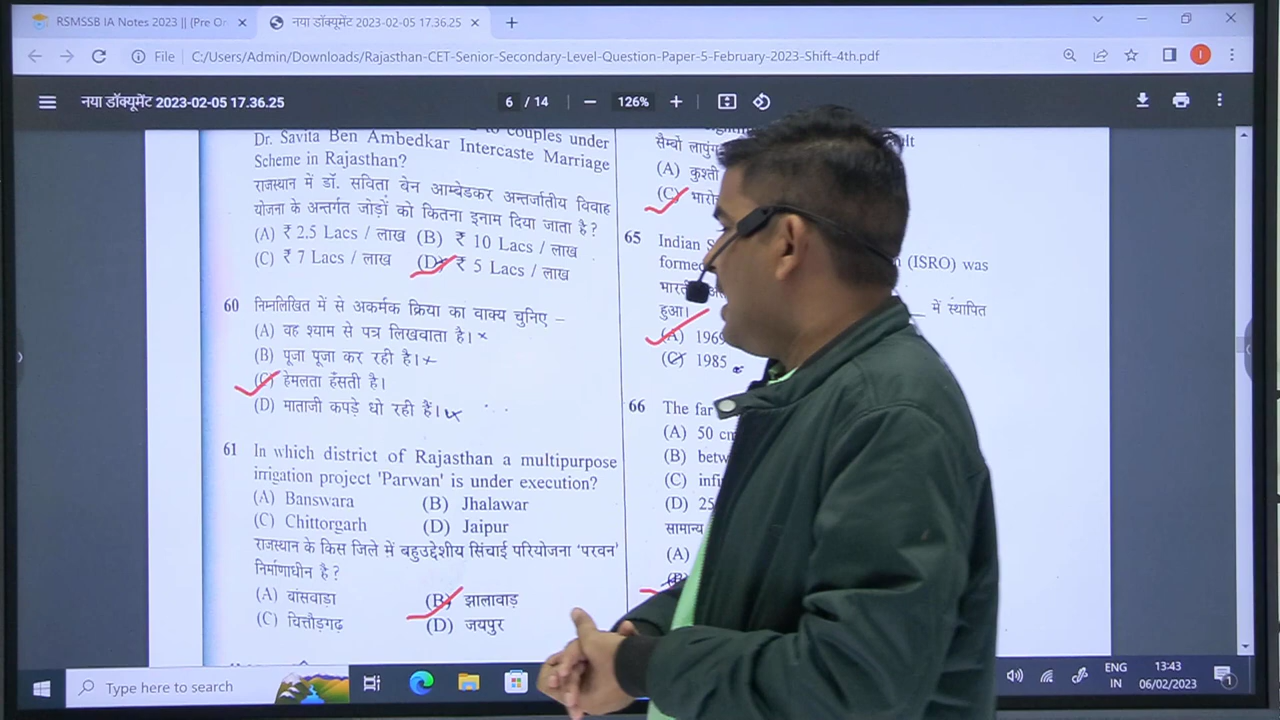 RSMSSB IA Notes 2023 || (Pre O
नया डॉक्यूमेंट 2023-02-05 17.36.25
File
C:/Users/Admin/Downloads/Rajasthan-CET-Senior-Secondary-Level-Question-Paper-5-February-2023-Shift-4th.pdf
नया डॉक्यूमेंट 2023-02-05 17.36.25
6 / 14
126%
couples under
Dr. Savita Ben Ambedkar Intercaste Marriage
Scheme in Rajasthan?
राजस्थान में डॉ. सविता बेन आम्बेडकर अन्तर्जातीय विवाह
योजना के अन्तर्गत जोड़ों को कितना इनाम दिया जाता है?
(A) ₹ 2.5 Lacs / लाख (B) ₹ 10 Lacs / लाख
(C) ₹ 7 Lacs / लाख (D) ₹ 5 Lacs / लाख
60 निम्नलिखित में से अकर्मक क्रिया का वाक्य चुनिए –
(A) वह श्याम से पत्र लिखवाता है।
(B) पूजा पूजा कर रही है।
(C) हेमलता हँसती है।
(D) माताजी कपड़े धो रही हैं।
61 In which district of Rajasthan a multipurpose
irrigation project 'Parwan' is under execution?
(A) Banswara (B) Jhalawar
(C) Chittorgarh (D) Jaipur
राजस्थान के किस जिले में बहुउद्देशीय सिंचाई परियोजना ‘परवन’
निर्माणाधीन है?
(A) बांसवाड़ा (B) झालावाड़
(C) चित्तौड़गढ़ (D) जयपुर
सैम्बो
(A) कुश्ती
(C)
65 Indian
(ISRO) was
में स्थापित
हुआ।
(A) 1969
(C) 1985
66 The far
(A) 50
(B)
(C)
(D) 25
सामान्य
(A)
(B)
Type here to search
ENG
IN
13:43
06/02/2023
1